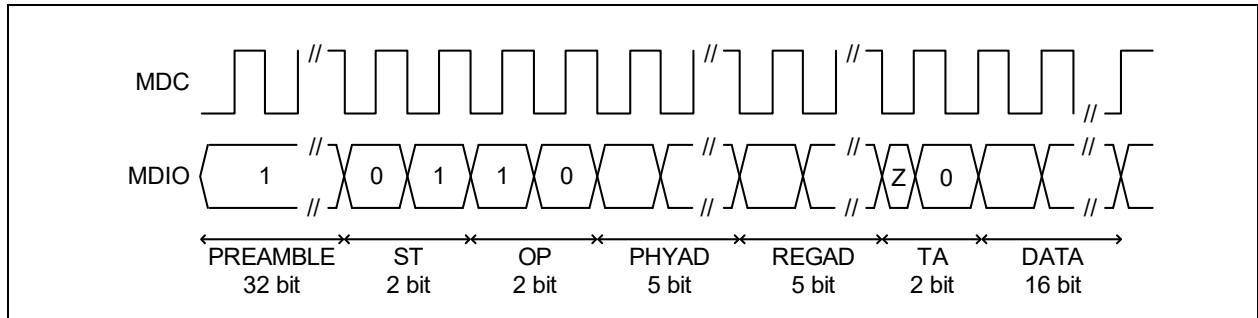 MDC // // // //
MDIO 1 // 0 1 1 0 // // Z 0 //
// // // //
PREAMBLE ST OP PHYAD REGAD TA DATA
32 bit 2 bit 2 bit 5 bit 5 bit 2 bit 16 bit